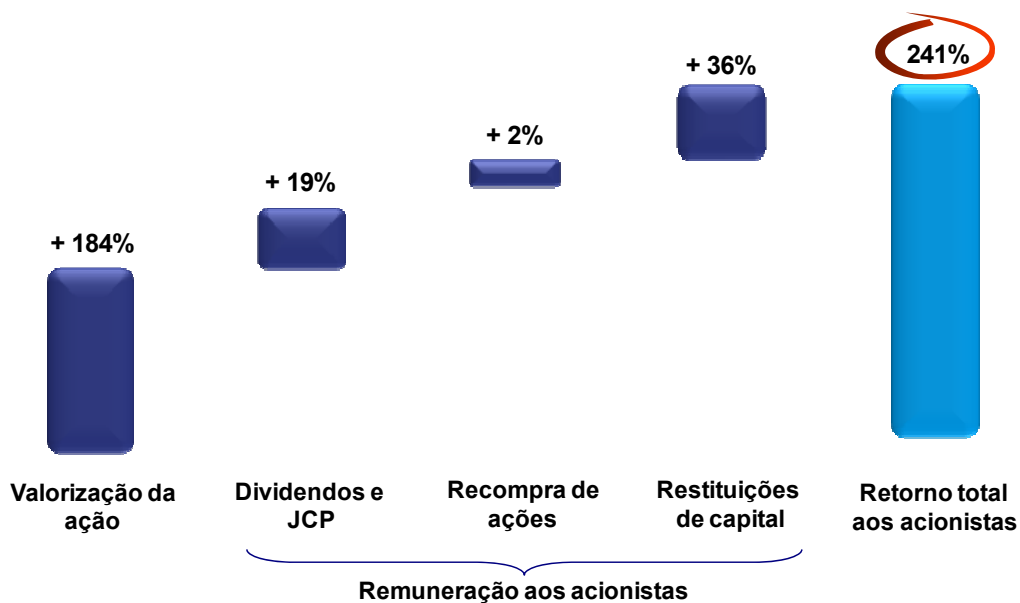 + 184%
+ 19%
+ 2%
+ 36%
241%
Valorização da
ação
Dividendos e
JCP
Recompra de
ações
Restituições
de capital
Retorno total
aos acionistas
Remuneração aos acionistas